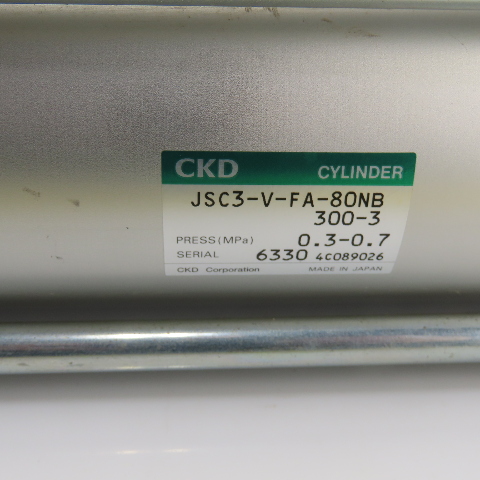 CKD CYLINDER
JSC3-V-FA-80NB
300-3
PRESS(MPa) 0.3-0.7
SERIAL 6330 4C089026
CKD Corporation MADE IN JAPAN